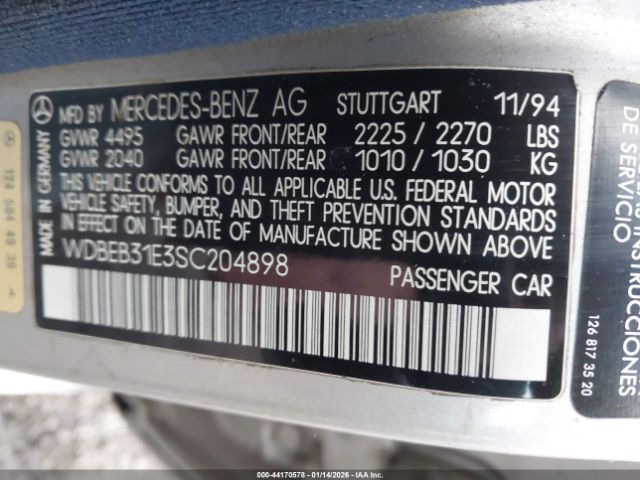 MFD BY MERCEDES-BENZ AG STUTTGART 11/94
GVWR 4495 GAWR FRONT/REAR 2225 / 2270 LBS
GVWR 2040 GAWR FRONT/REAR 1010 / 1030 KG
THIS VEHICLE CONFORMS TO ALL APPLICABLE U.S. FEDERAL MOTOR
VEHICLE SAFETY, BUMPER, AND THEFT PREVENTION STANDARDS
IN EFFECT ON THE DATE OF MANUFACTURE SHOWN ABOVE
WDBEB31E3SC204898 PASSENGER CAR
MADE IN GERMANY
124 584 49 39
DE SERVICIO
INSTRUCCIONES
126 817 35 20
000-44170578 - 01/14/2026 - IAAI.COM